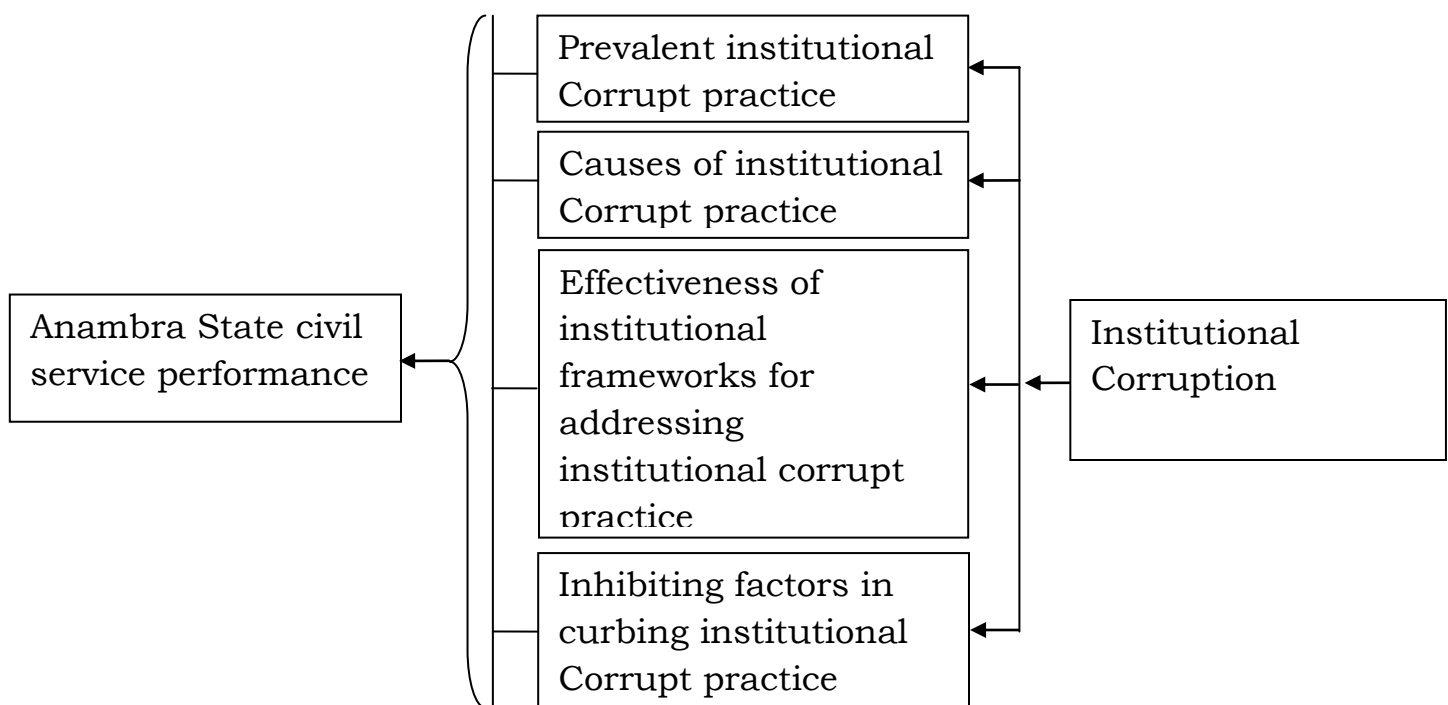 Prevalent institutional
Corrupt practice
Causes of institutional
Corrupt practice
Effectiveness of
institutional
frameworks for
addressing
institutional corrupt
practice
Inhibiting factors in
curbing institutional
Corrupt practice
Anambra State civil
service performance
Institutional
Corruption